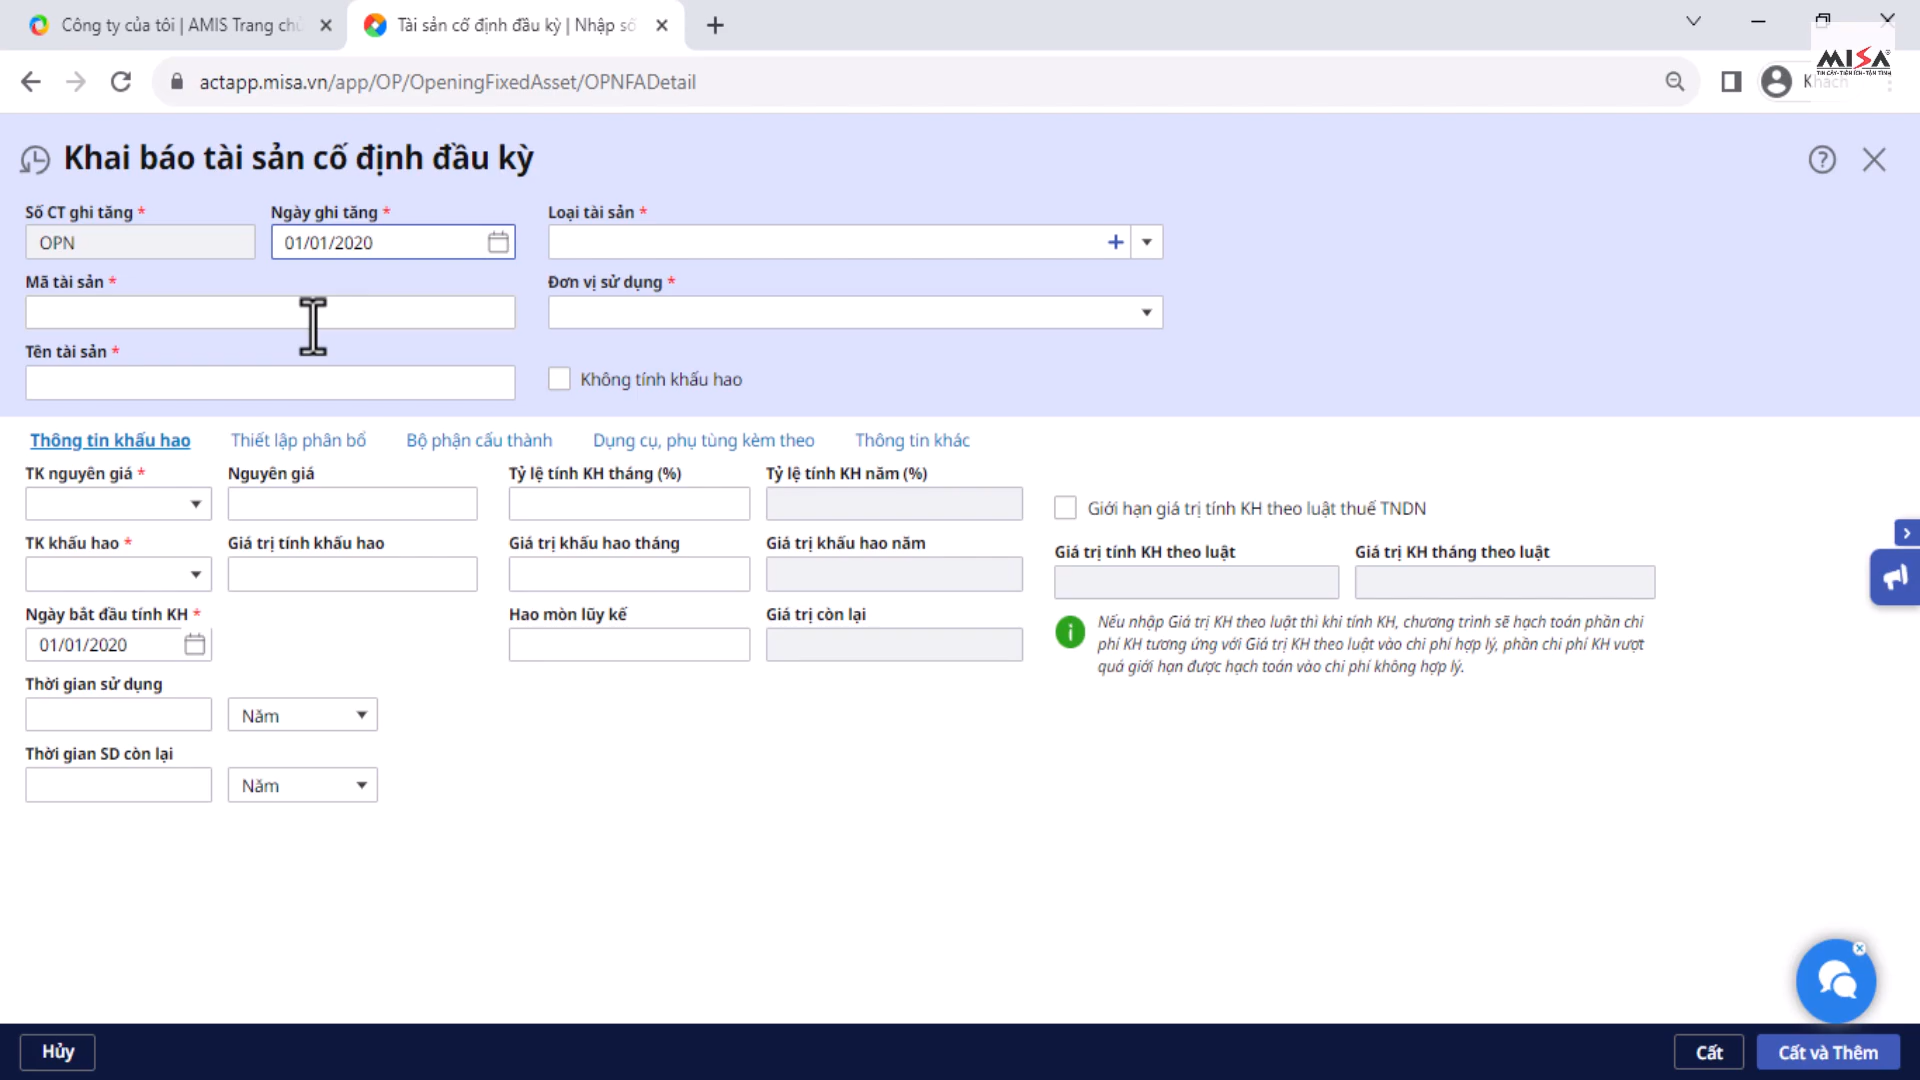 Công ty của tôi | AMIS Trang ch
Tài sản cố định đầu kỳ | Nhập số
actapp.misa.vn/app/OP/OpeningFixedAsset/OPNFADetail
MISA
TIN CẬY - TIỆN ÍCH - TẬN TÌNH
Khách
Khai báo tài sản cố định đầu kỳ
Số CT ghi tăng *
Ngày ghi tăng *
Loại tài sản *
OPN
01/01/2020
Mã tài sản *
Đơn vị sử dụng *
Tên tài sản *
Không tính khấu hao
Thông tin khấu hao
Thiết lập phân bổ
Bộ phận cấu thành
Dụng cụ, phụ tùng kèm theo
Thông tin khác
TK nguyên giá *
Nguyên giá
Tỷ lệ tính KH tháng (%)
Tỷ lệ tính KH năm (%)
Giới hạn giá trị tính KH theo luật thuế TNDN
TK khấu hao *
Giá trị tính khấu hao
Giá trị khấu hao tháng
Giá trị khấu hao năm
Giá trị tính KH theo luật
Giá trị KH tháng theo luật
Ngày bắt đầu tính KH *
Hao mòn lũy kế
Giá trị còn lại
01/01/2020
Nếu nhập Giá trị KH theo luật thì khi tính KH, chương trình sẽ hạch toán phần chi
phí KH tương ứng với Giá trị KH theo luật vào chi phí hợp lý, phần chi phí KH vượt
quá giới hạn được hạch toán vào chi phí không hợp lý.
Thời gian sử dụng
Năm
Thời gian SD còn lại
Năm
Hủy
Cất
Cất và Thêm